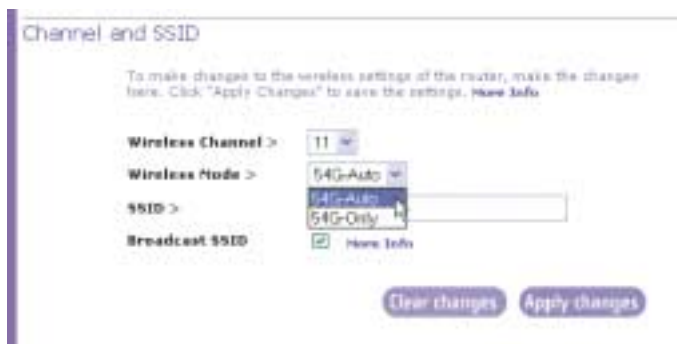 Channel and SSID
To make changes to the wireless settings of the router, make the changes
here. Click "Apply Changes" to save the settings. More Info
Wireless Channel > 11
Wireless Mode > 54G-Auto
54G-Auto
SSID >
54G-Only
Broadcast SSID More Info
Clear changes Apply changes